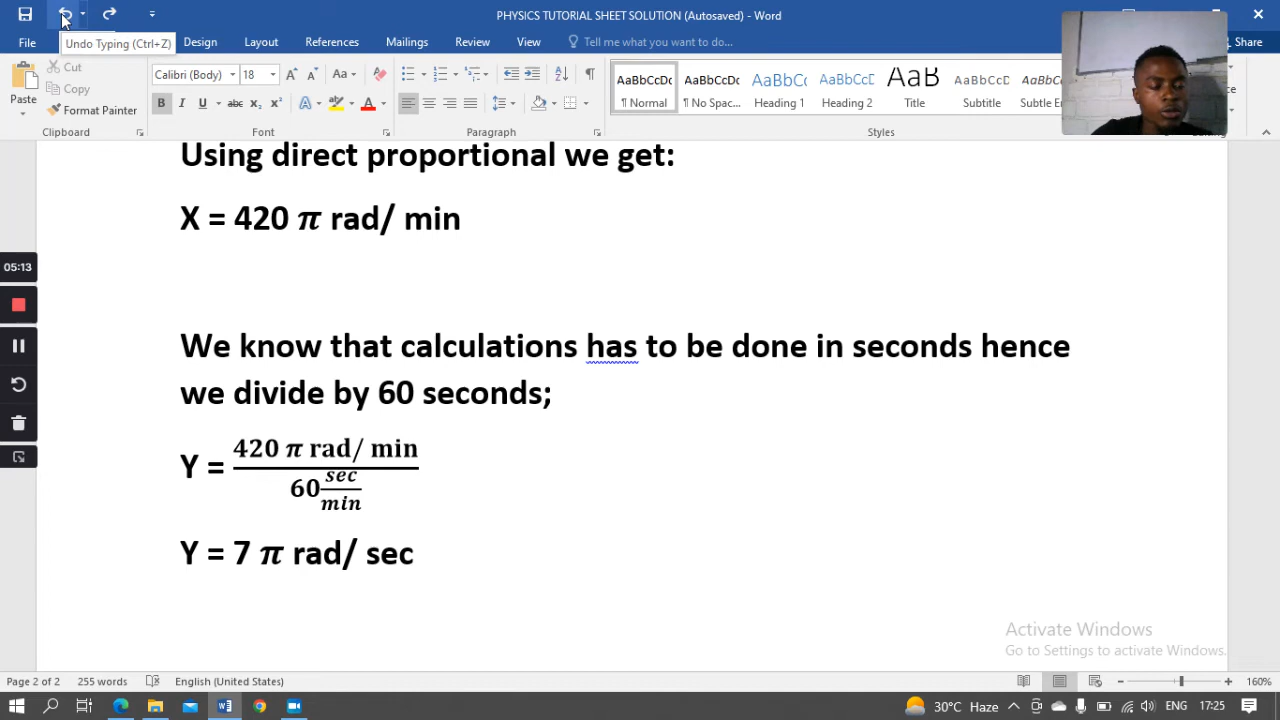 PHYSICS TUTORIAL SHEET SOLUTION (Autosaved) - Word
Share
File
Undo Typing (Ctrl+Z)
Design
Layout
References
Mailings
Review
View
Tell me what you want to do...
Paste
Cut
Copy
Format Painter
Clipboard
Calibri (Body)
18
Aa
B I U abc x₂ x²
Font
Paragraph
AaBbCcDc
¶ Normal
AaBbCcDc
¶ No Spac...
AaBbCc
Heading
AaBbCcD
Heading 2
AaB
Title
AaBbCcD
Subtitle
AaBbCcD
Subtle
Styles
Using direct proportional we get:
X = 420 π rad/ min
05:13
We know that calculations has to be done in seconds hence
we divide by 60 seconds;
Y = 420 π rad/ min
60 sec
min
Y = 7 π rad/ sec
Activate Windows
Go to Settings to activate Windows.
Page 2 of 2 255 words English (United States) 160%
30°C Haze ENG 17:25